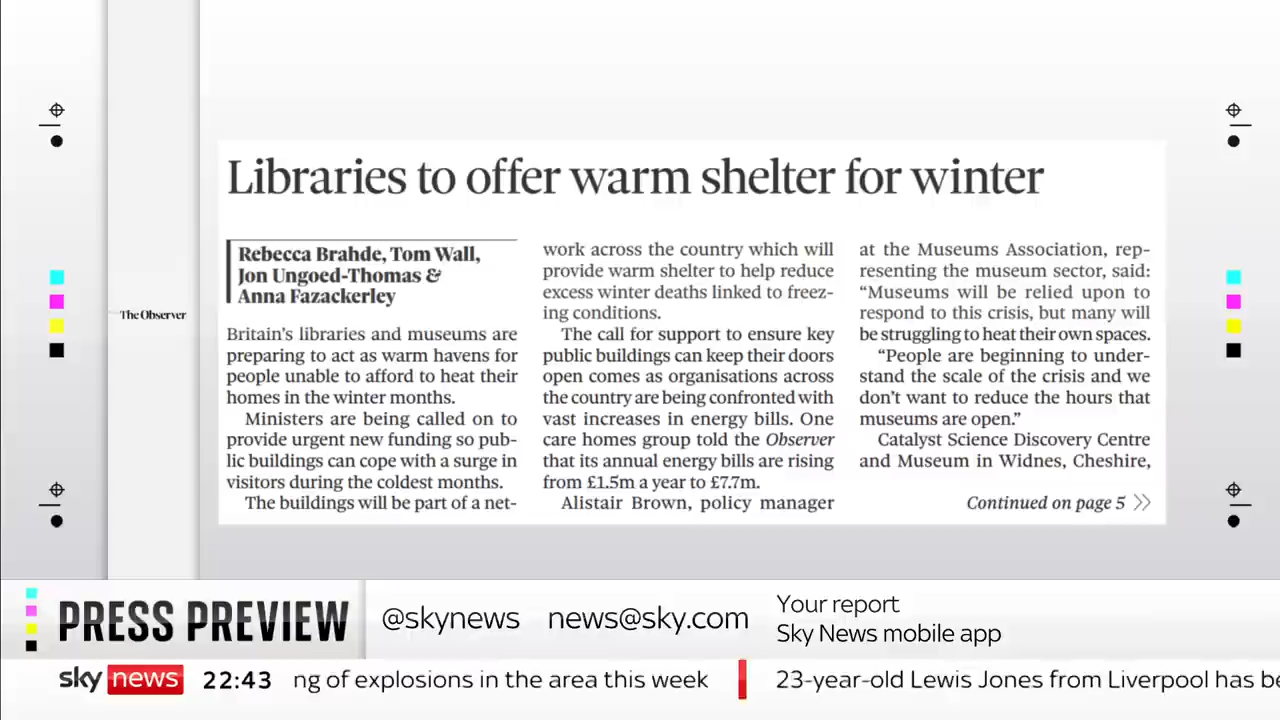 The Observer
Libraries to offer warm shelter for winter
Rebecca Brahde, Tom Wall,
Jon Ungoed-Thomas &
Anna Fazackerley
Britain's libraries and museums are
preparing to act as warm havens for
people unable to afford to heat their
homes in the winter months.
Ministers are being called on to
provide urgent new funding so pub-
lic buildings can cope with a surge in
visitors during the coldest months.
The buildings will be part of a net-
work across the country which will
provide warm shelter to help reduce
excess winter deaths linked to freez-
ing conditions.
The call for support to ensure key
public buildings can keep their doors
open comes as organisations across
the country are being confronted with
vast increases in energy bills. One
care homes group told the Observer
that its annual energy bills are rising
from £1.5m a year to £7.7m.
Alistair Brown, policy manager
at the Museums Association, rep-
resenting the museum sector, said:
“Museums will be relied upon to
respond to this crisis, but many will
be struggling to heat their own spaces.
“People are beginning to under-
stand the scale of the crisis and we
don't want to reduce the hours that
museums are open.”
Catalyst Science Discovery Centre
and Museum in Widnes, Cheshire,
Continued on page 5 >>
PRESS PREVIEW
@skynews news@sky.com
Your report
Sky News mobile app
sky news 22:43 ng of explosions in the area this week 23-year-old Lewis Jones from Liverpool has be